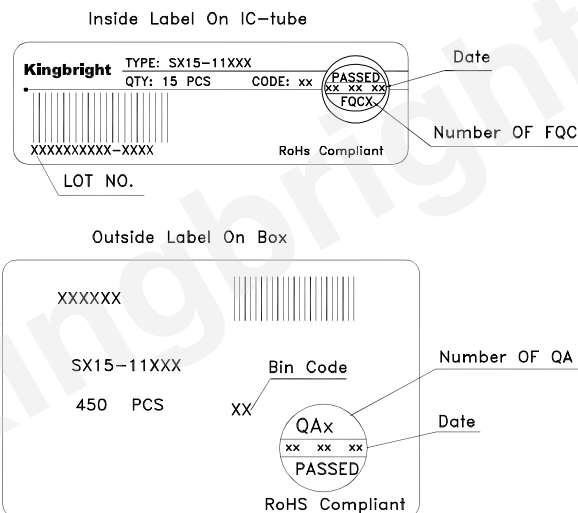 Inside Label On IC-tube
Kingbright
TYPE: SX15-11XXX
QTY: 15 PCS CODE: xx
PASSED
xx xx xx
FQCX
Date
Number OF FQC
XXXXXXXXXX-XXXX
RoHs Compliant
LOT NO.
Outside Label On Box
XXXXXX
SX15-11XXX
Bin Code
Number OF QA
450 PCS
XX
QAx
Date
xx xx xx
PASSED
RoHS Compliant
Kingbright